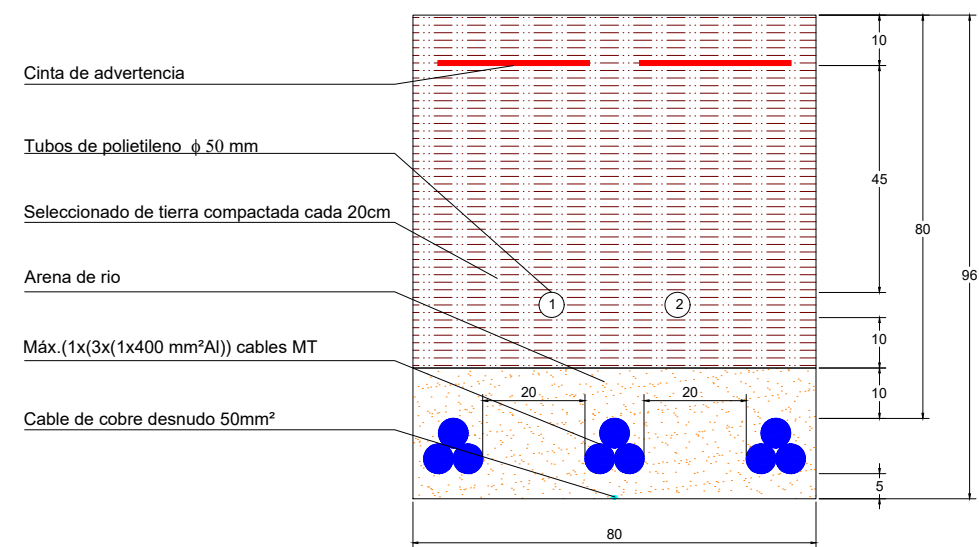 Cinta de advertencia
Tubos de polietileno ϕ 50 mm
Seleccionado de tierra compactada cada 20cm
Arena de rio
Máx.(1x(3x(1x400 mm²Al)) cables MT
Cable de cobre desnudo 50mm²
1
2
20
20
10
45
10
10
5
80
96
80